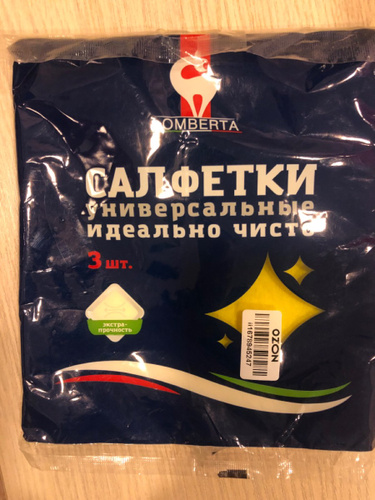 OMBERTA
САЛФЕТКИ
универсальные
идеально чисто
3 шт.
экстра-
прочность
OZON